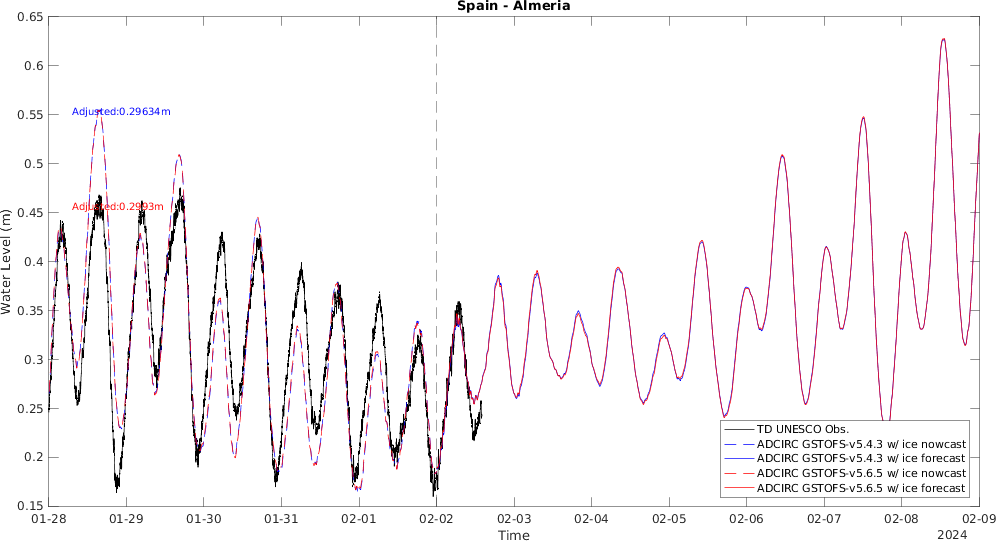 Spain - Almeria
0.65
0.6
0.55
0.5
0.45
0.4
0.35
0.3
0.25
0.2
0.15
Water Level (m)
Adjusted:0.29634m
Adjusted:0.2993m
TD UNESCO Obs.
ADCIRC GSTOFS-v5.4.3 w/ ice nowcast
ADCIRC GSTOFS-v5.4.3 w/ ice forecast
ADCIRC GSTOFS-v5.6.5 w/ ice nowcast
ADCIRC GSTOFS-v5.6.5 w/ ice forecast
01-28 01-29 01-30 01-31 02-01 02-02 02-03 02-04 02-05 02-06 02-07 02-08 02-09
Time
2024